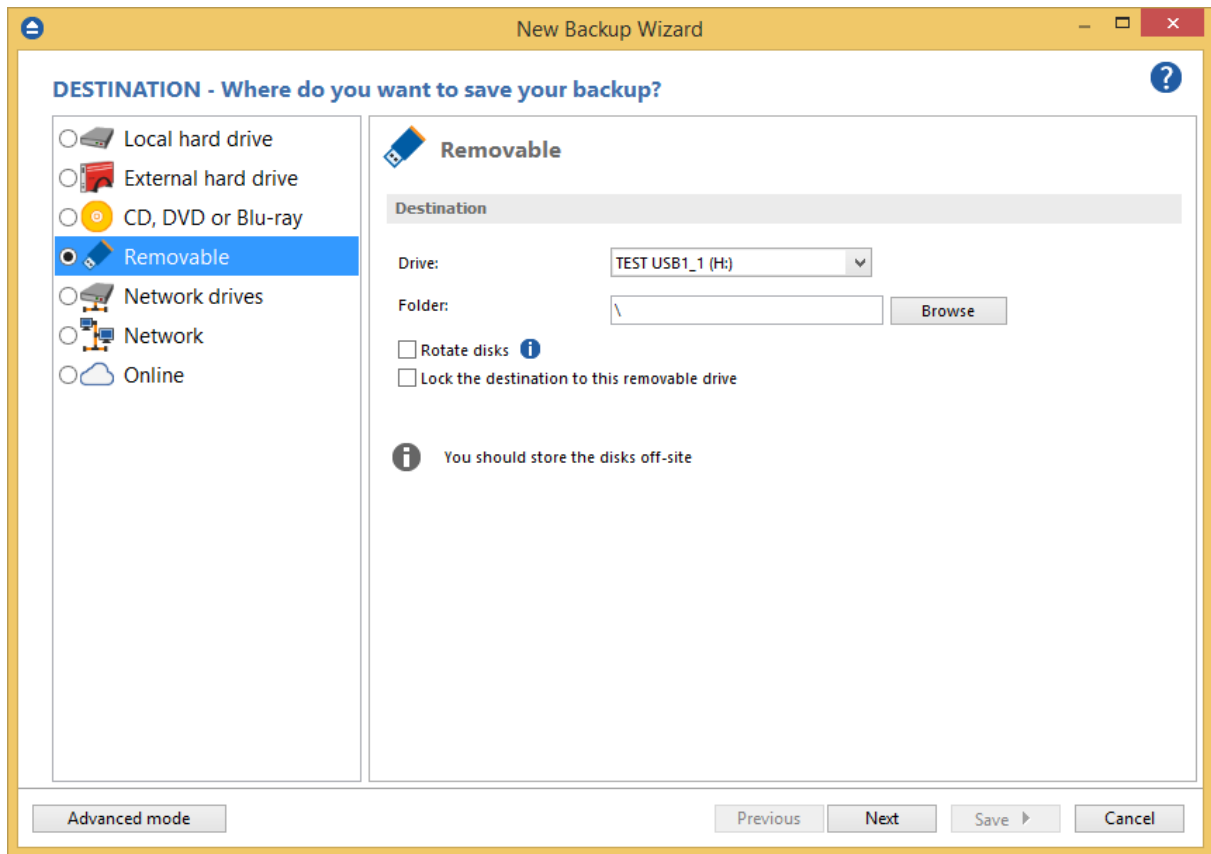 New Backup Wizard
DESTINATION - Where do you want to save your backup?
Local hard drive
External hard drive
CD, DVD or Blu-ray
Removable
Network drives
Network
Online
Removable
Destination
Drive: TEST USB1_1 (H:)
Folder: \ Browse
Rotate disks
Lock the destination to this removable drive
You should store the disks off-site
Advanced mode Previous Next Save Cancel